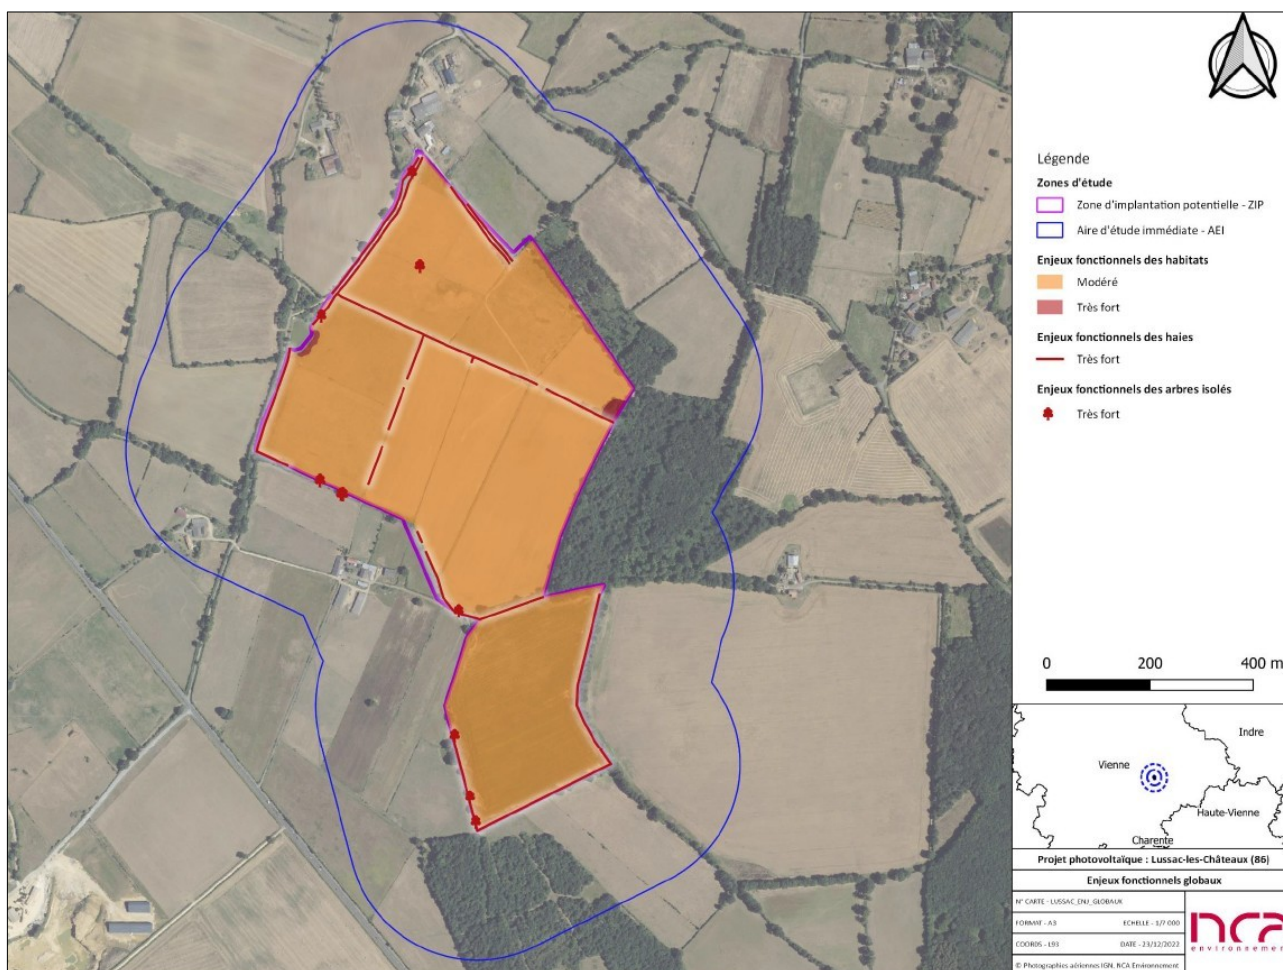 Légende
Zones d'étude
Zone d'implantation potentielle - ZIP
Aire d'étude immédiate - AEI
Enjeux fonctionnels des habitats
Modéré
Très fort
Enjeux fonctionnels des haies
Très fort
Enjeux fonctionnels des arbres isolés
Très fort
0 200 400 m
Indre
Vienne
Haute-Vienne
Charente
Projet photovoltaïque : Lussac-les-Châteaux (86)
Enjeux fonctionnels globaux
N° CARTE - LUSSAC_ENJ_GLOBAUX
FORMAT - A3 ECHELLE - 1/7 000
COORDS - L93 DATE - 23/12/2022
© Photographies aériennes IGN, NCA Environnement
nca
environnement